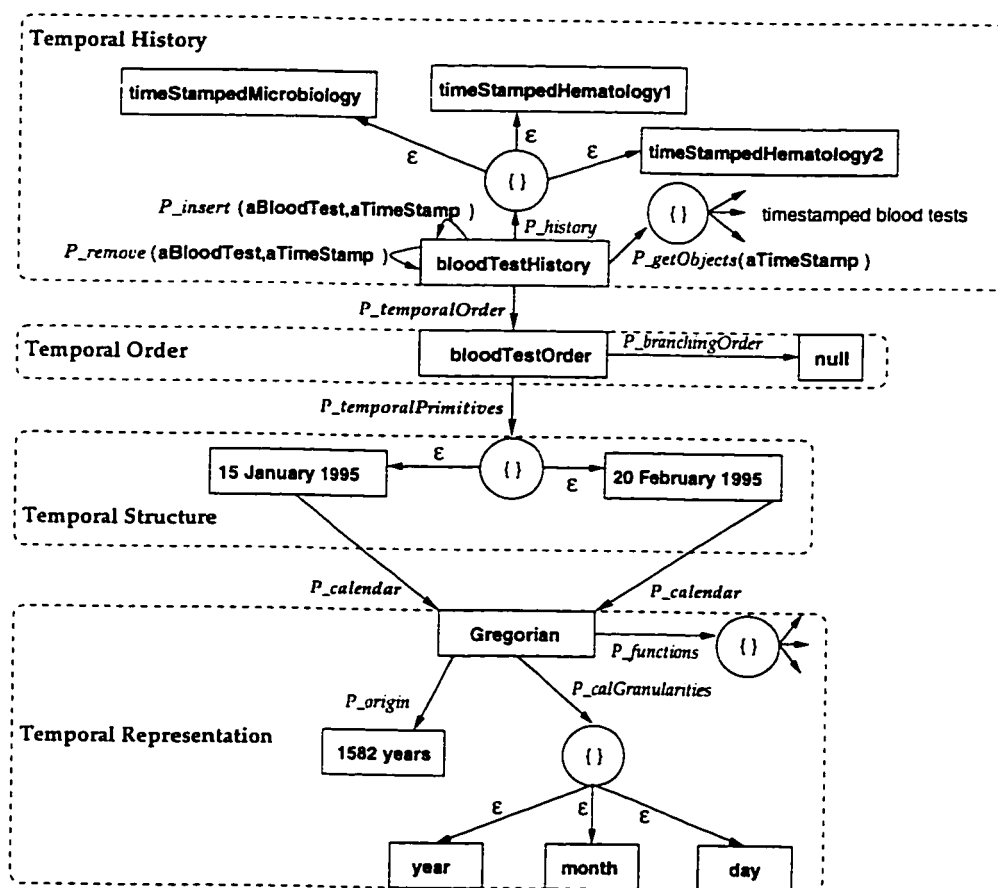 Temporal History
timeStampedMicrobiology
timeStampedHematology1
timeStampedHematology2
ε
ε
ε
{ }
{ }
timestamped blood tests
P_insert (aBloodTest,aTimeStamp )
P_history
P_remove (aBloodTest,aTimeStamp )
bloodTestHistory
P_getObjects(aTimeStamp )
P_temporalOrder
Temporal Order
bloodTestOrder
P_branchingOrder
null
P_temporalPrimitives
15 January 1995
ε
{ }
ε
20 February 1995
Temporal Structure
P_calendar
P_calendar
Gregorian
P_functions
{ }
P_origin
P_calGranularities
Temporal Representation
1582 years
{ }
ε
ε
ε
year
month
day